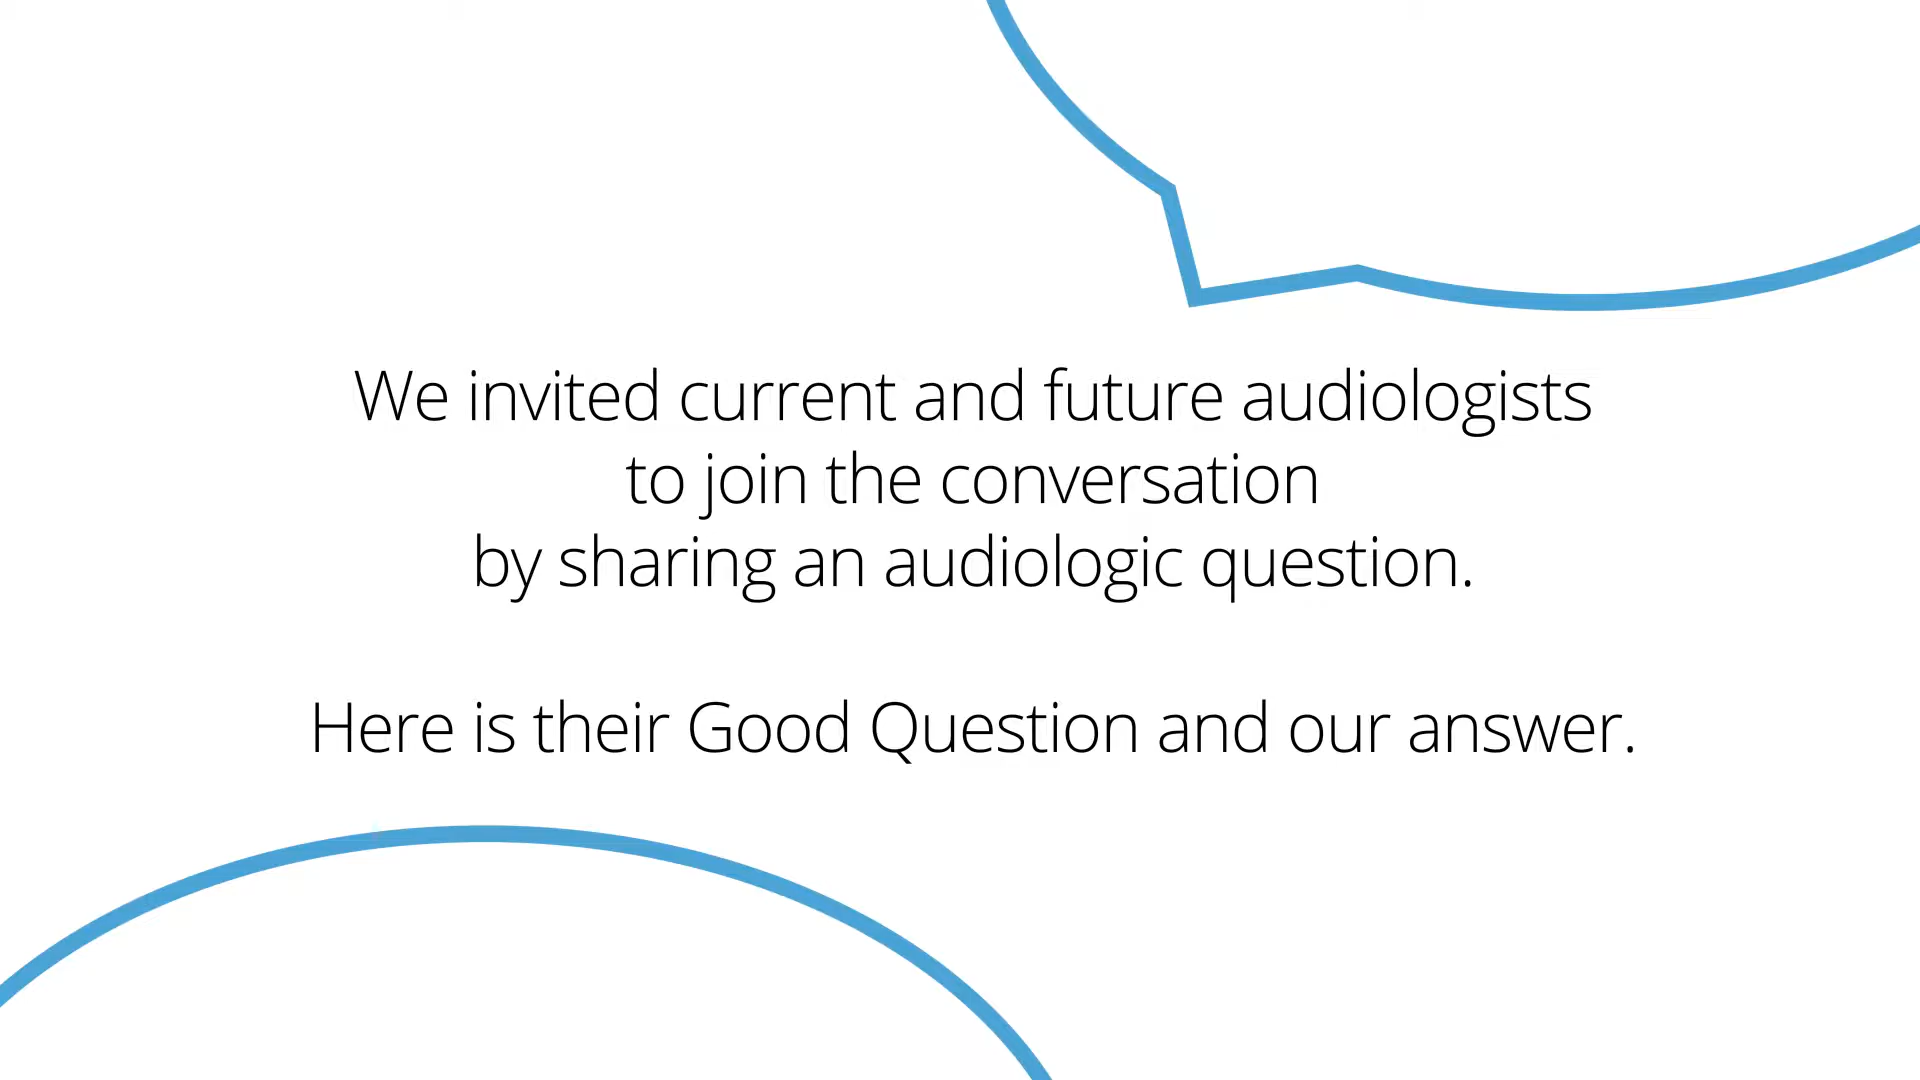 We invited current and future audiologists
to join the conversation
by sharing an audiologic question.
Here is their Good Question and our answer.